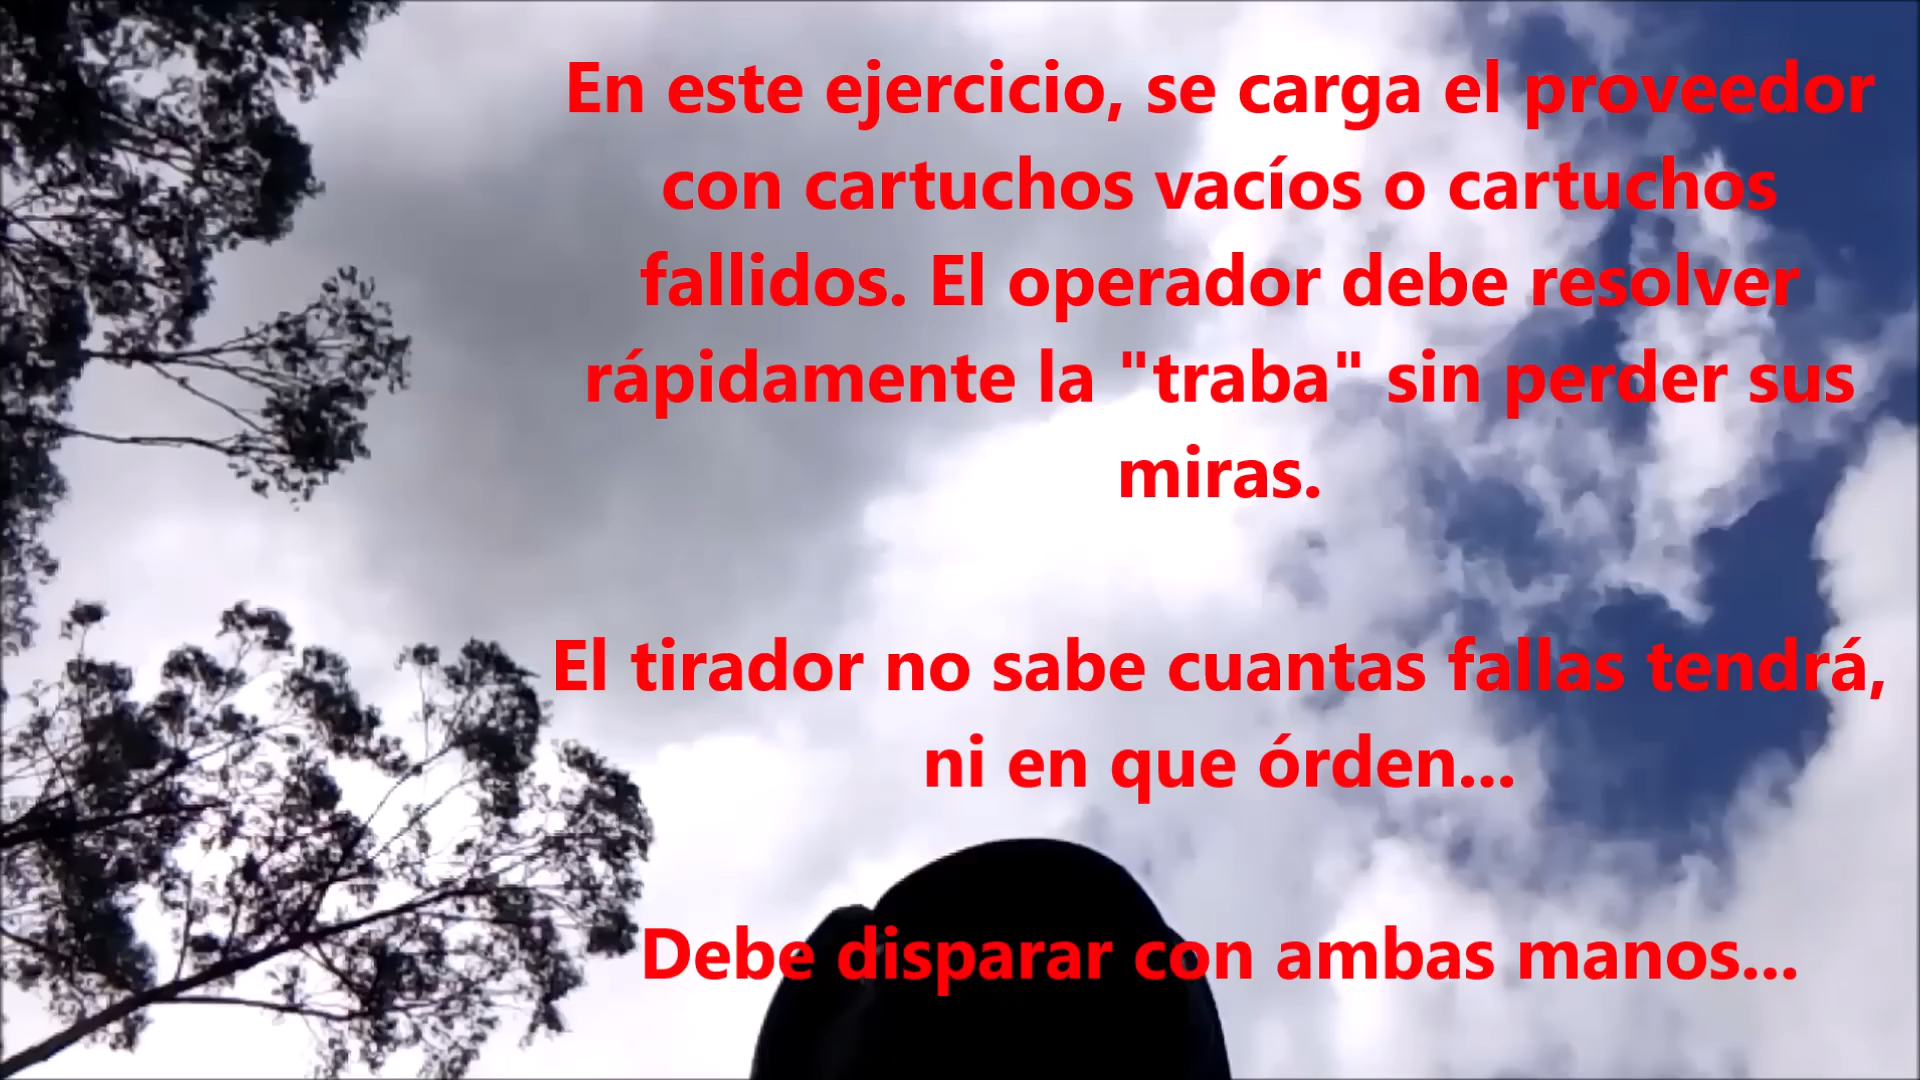 En este ejercicio, se carga el proveedor
con cartuchos vacíos o cartuchos
fallidos. El operador debe resolver
rápidamente la "traba" sin perder sus
miras.
El tirador no sabe cuantas fallas tendrá,
ni en que órden...
Debe disparar con ambas manos...